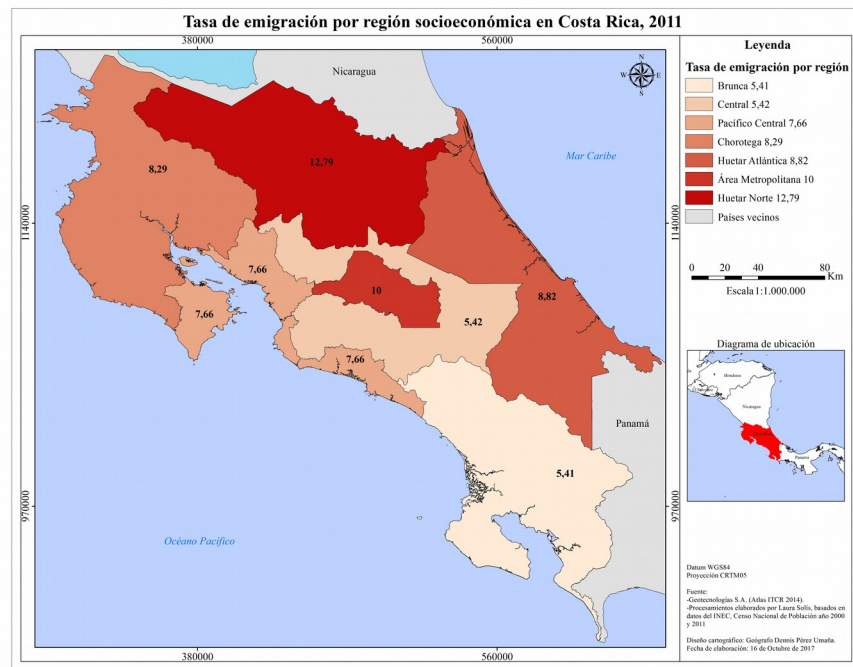 Tasa de emigración por región socioeconómica en Costa Rica, 2011
380000
560000
Nicaragua
N
W
E
S
Mar Caribe
12,79
8,29
1140000
1140000
7,66
10
8,82
7,66
5,42
7,66
Panamá
5,41
970000
970000
Océano Pacífico
380000
560000
Leyenda
Tasa de emigración por región
Brunca 5,41
Central 5,42
Pacífico Central 7,66
Chorotega 8,29
Huetar Atlántica 8,82
Área Metropolitana 10
Huetar Norte 12,79
Países vecinos
0 20 40 80
Km
Escala 1:1.000.000
Diagrama de ubicación
Honduras
Nicaragua
Panamá
Datum WGS84
Proyección CRTM05
Fuente:
-Geotecnologías S.A. (Atlas ITCR 2014).
-Procesamientos elaborados por Laura Solís, basados en
datos del INEC, Censo Nacional de Población año 2000
y 2011
Diseño cartográfico: Geógrafo Dennis Pérez Umaña.
Fecha de elaboración: 16 de Octubre de 2017